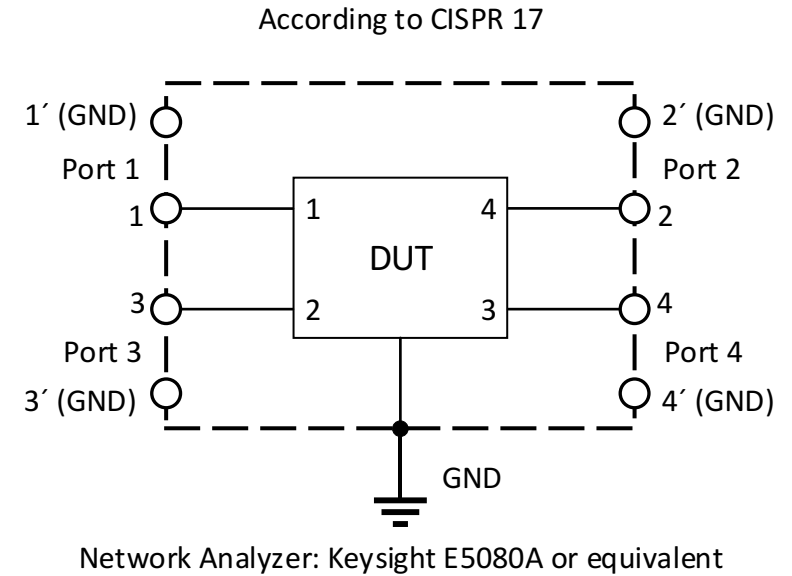 According to CISPR 17
1´ (GND)
2´ (GND)
Port 1
Port 2
1
1
4
2
DUT
3
2
3
4
Port 3
Port 4
3´ (GND)
4´ (GND)
GND
Network Analyzer: Keysight E5080A or equivalent